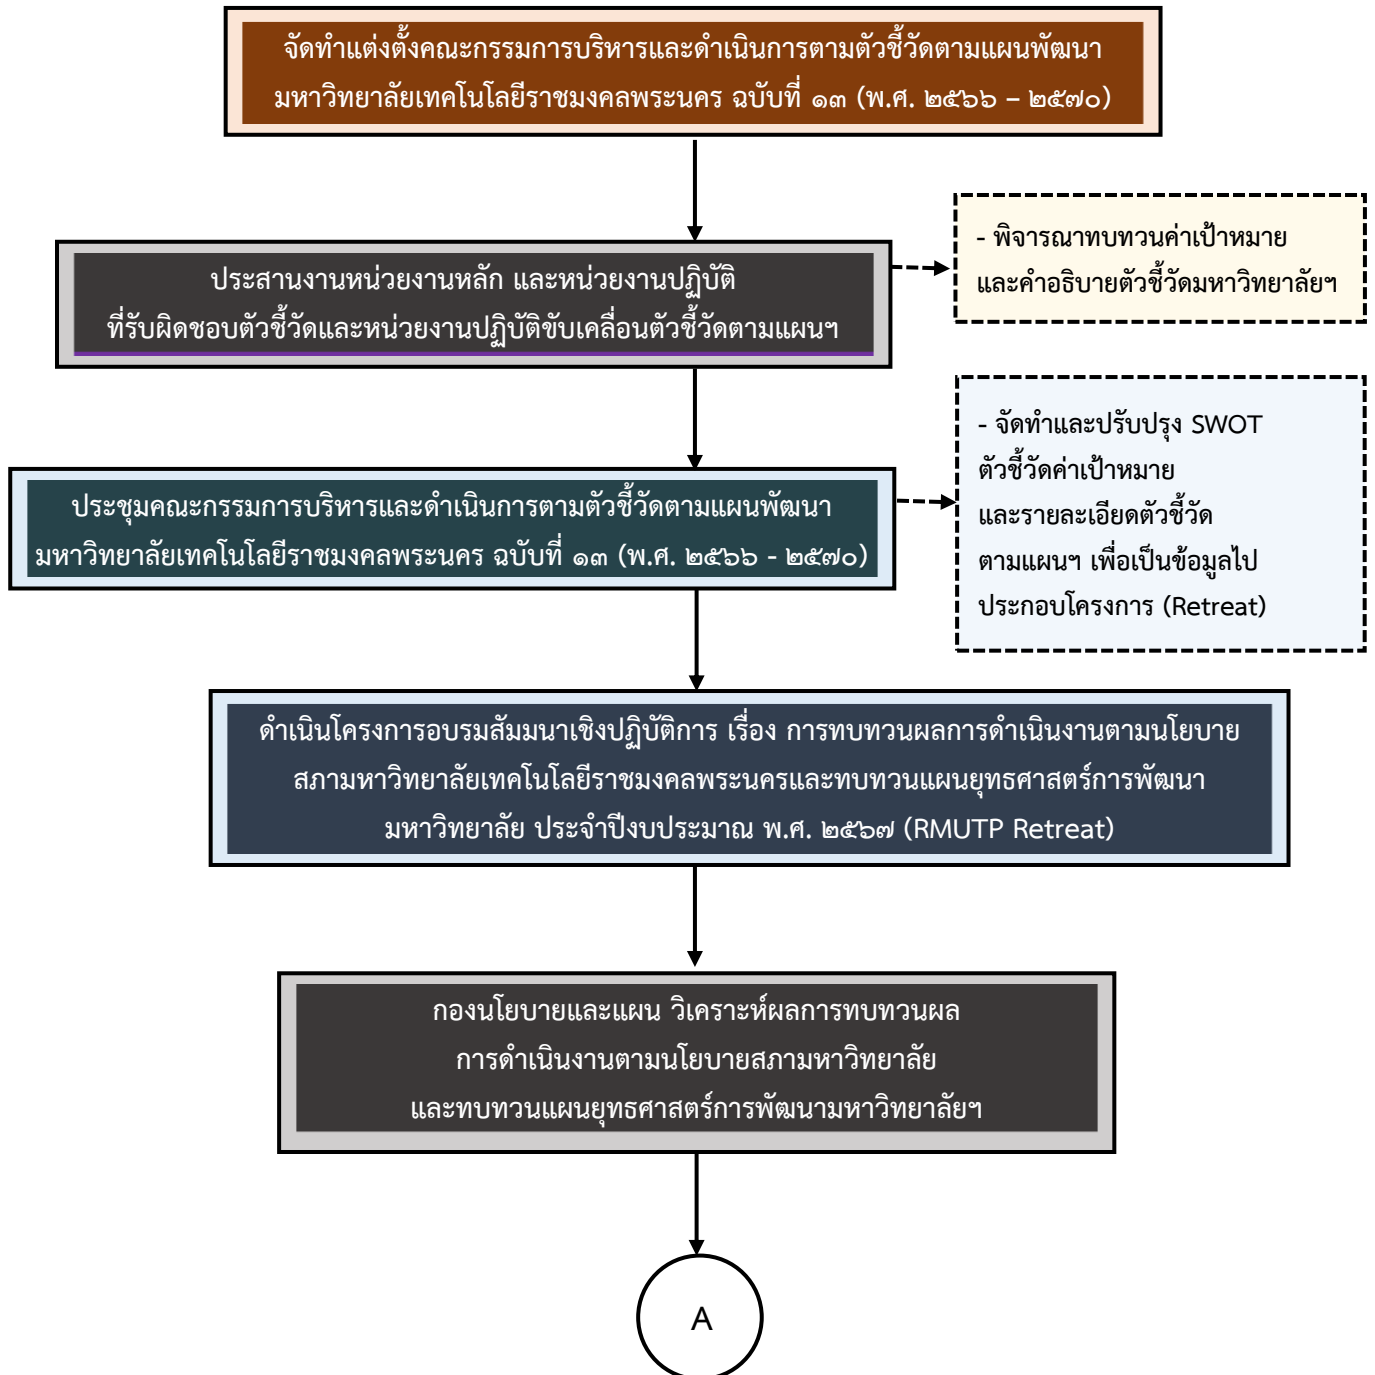 จัดทำแต่งตั้งคณะกรรมการบริหารและดำเนินการตามตัวชี้วัดตามแผนพัฒนา
มหาวิทยาลัยเทคโนโลยีราชมงคลพระนคร ฉบับที่ ๑๓ (พ.ศ. ๒๕๖๖ – ๒๕๗๐)
ประสานงานหน่วยงานหลัก และหน่วยงานปฏิบัติ
ที่รับผิดชอบตัวชี้วัดและหน่วยงานปฏิบัติขับเคลื่อนตัวชี้วัดตามแผนฯ
- พิจารณาทบทวนค่าเป้าหมาย
และคำอธิบายตัวชี้วัดมหาวิทยาลัยฯ
ประชุมคณะกรรมการบริหารและดำเนินการตามตัวชี้วัดตามแผนพัฒนา
มหาวิทยาลัยเทคโนโลยีราชมงคลพระนคร ฉบับที่ ๑๓ (พ.ศ. ๒๕๖๖ - ๒๕๗๐)
- จัดทำและปรับปรุง SWOT
ตัวชี้วัดค่าเป้าหมาย
และรายละเอียดตัวชี้วัด
ตามแผนฯ เพื่อเป็นข้อมูลไป
ประกอบโครงการ (Retreat)
ดำเนินโครงการอบรมสัมมนาเชิงปฏิบัติการ เรื่อง การทบทวนผลการดำเนินงานตามนโยบาย
สภามหาวิทยาลัยเทคโนโลยีราชมงคลพระนครและทบทวนแผนยุทธศาสตร์การพัฒนา
มหาวิทยาลัย ประจำปีงบประมาณ พ.ศ. ๒๕๖๗ (RMUTP Retreat)
กองนโยบายและแผน วิเคราะห์ผลการทบทวนผล
การดำเนินงานตามนโยบายสภามหาวิทยาลัย
และทบทวนแผนยุทธศาสตร์การพัฒนามหาวิทยาลัยฯ
A